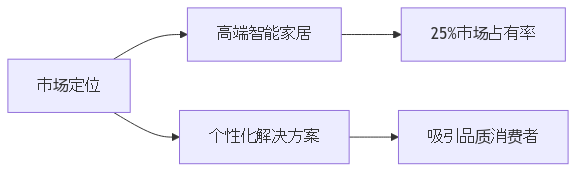 市场定位
高端智能家居
25%市场占有率
个性化解决方案
吸引品质消费者